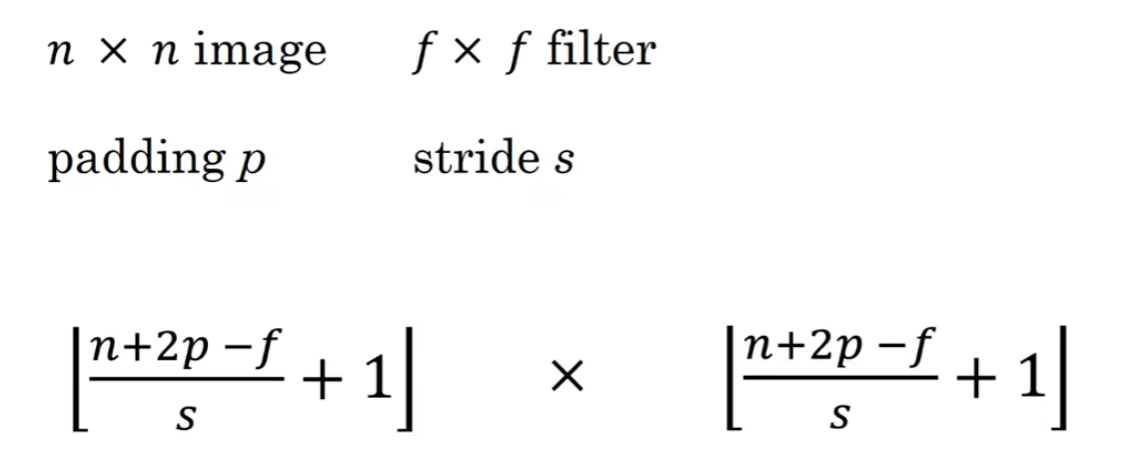 n × n image f × f filter
padding p stride s
⌊(n+2p −f)/s + 1⌋ × ⌊(n+2p −f)/s + 1⌋